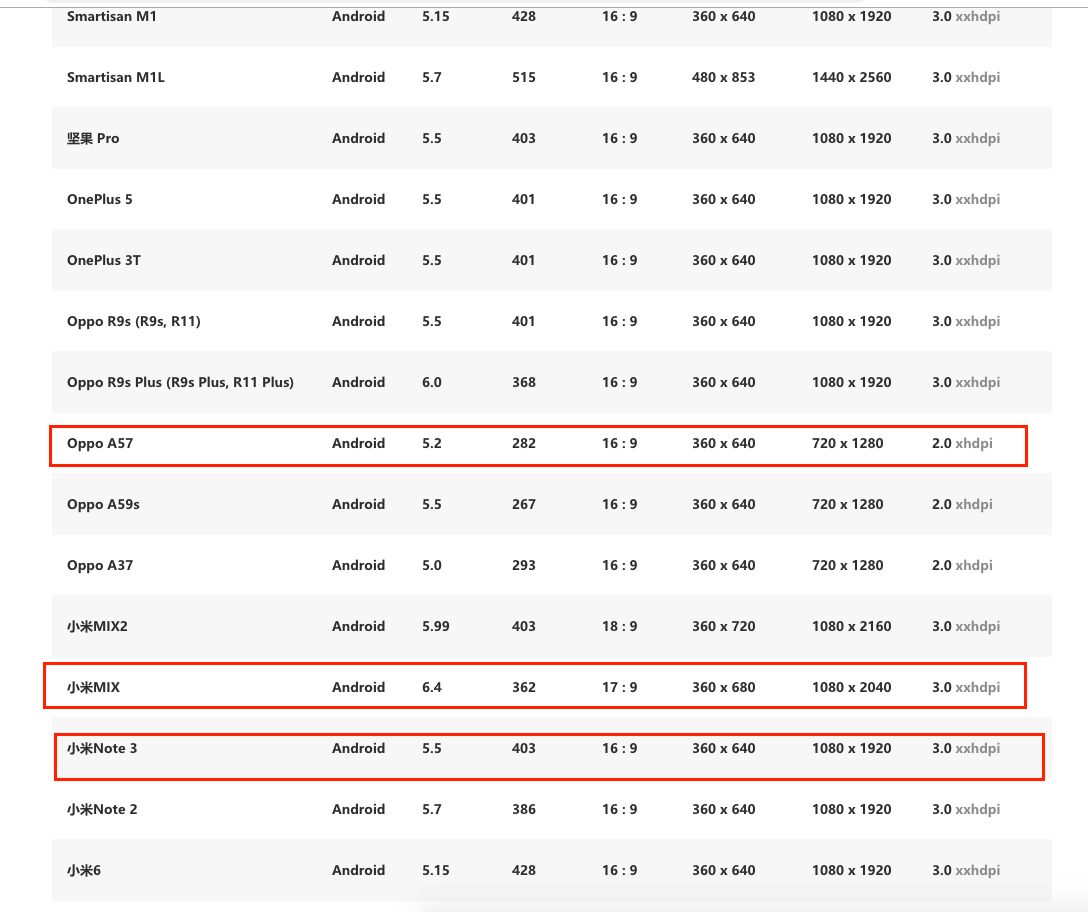 Smartisan M1 Android 5.15 428 16 : 9 360 x 640 1080 x 1920 3.0 xxhdpi
Smartisan M1L Android 5.7 515 16 : 9 480 x 853 1440 x 2560 3.0 xxhdpi
坚果 Pro Android 5.5 403 16 : 9 360 x 640 1080 x 1920 3.0 xxhdpi
OnePlus 5 Android 5.5 401 16 : 9 360 x 640 1080 x 1920 3.0 xxhdpi
OnePlus 3T Android 5.5 401 16 : 9 360 x 640 1080 x 1920 3.0 xxhdpi
Oppo R9s (R9s, R11) Android 5.5 401 16 : 9 360 x 640 1080 x 1920 3.0 xxhdpi
Oppo R9s Plus (R9s Plus, R11 Plus) Android 6.0 368 16 : 9 360 x 640 1080 x 1920 3.0 xxhdpi
Oppo A57 Android 5.2 282 16 : 9 360 x 640 720 x 1280 2.0 xhdpi
Oppo A59s Android 5.5 267 16 : 9 360 x 640 720 x 1280 2.0 xhdpi
Oppo A37 Android 5.0 293 16 : 9 360 x 640 720 x 1280 2.0 xhdpi
小米MIX2 Android 5.99 403 18 : 9 360 x 720 1080 x 2160 3.0 xxhdpi
小米MIX Android 6.4 362 17 : 9 360 x 680 1080 x 2040 3.0 xxhdpi
小米Note 3 Android 5.5 403 16 : 9 360 x 640 1080 x 1920 3.0 xxhdpi
小米Note 2 Android 5.7 386 16 : 9 360 x 640 1080 x 1920 3.0 xxhdpi
小米6 Android 5.15 428 16 : 9 360 x 640 1080 x 1920 3.0 xxhdpi